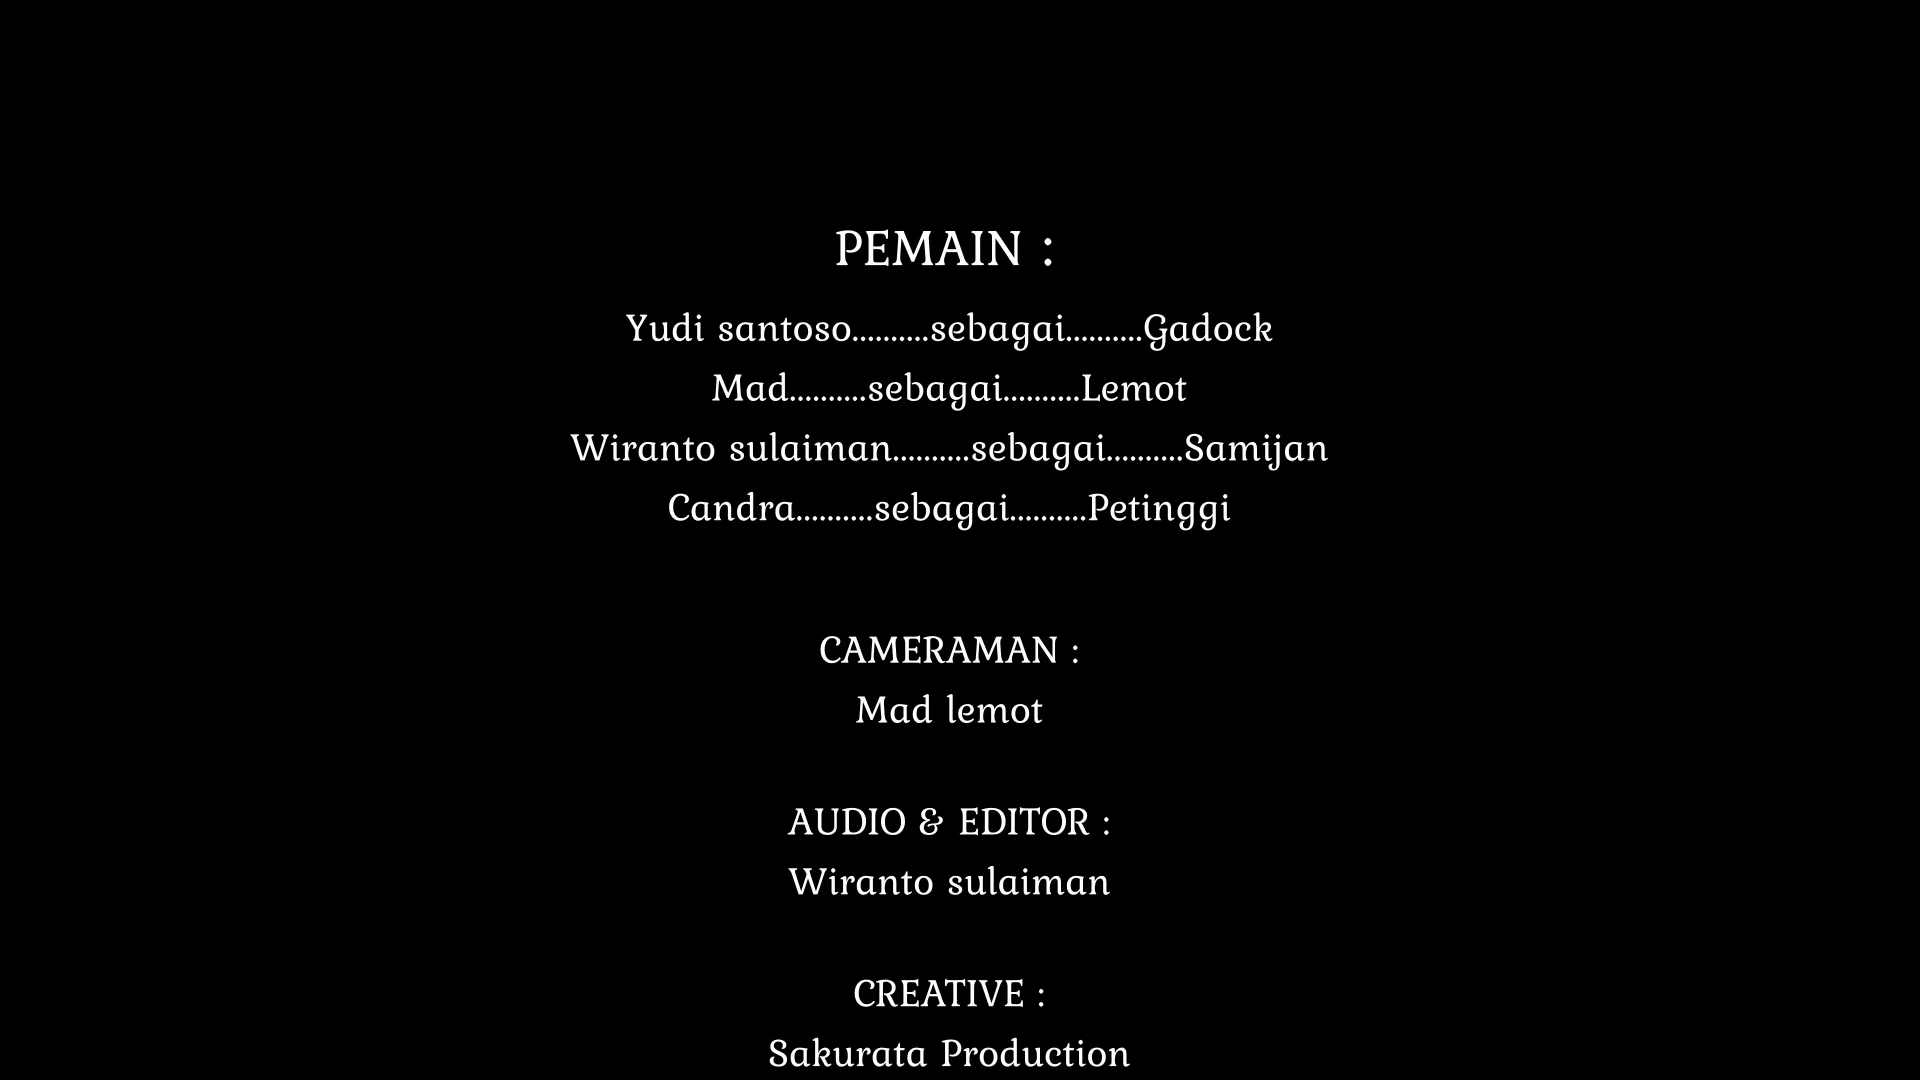 PEMAIN :
Yudi santoso..........sebagai..........Gadock
Mad..........sebagai..........Lemot
Wiranto sulaiman..........sebagai..........Samijan
Candra..........sebagai..........Petinggi
CAMERAMAN :
Mad lemot
AUDIO & EDITOR :
Wiranto sulaiman
CREATIVE :
Sakurata Production